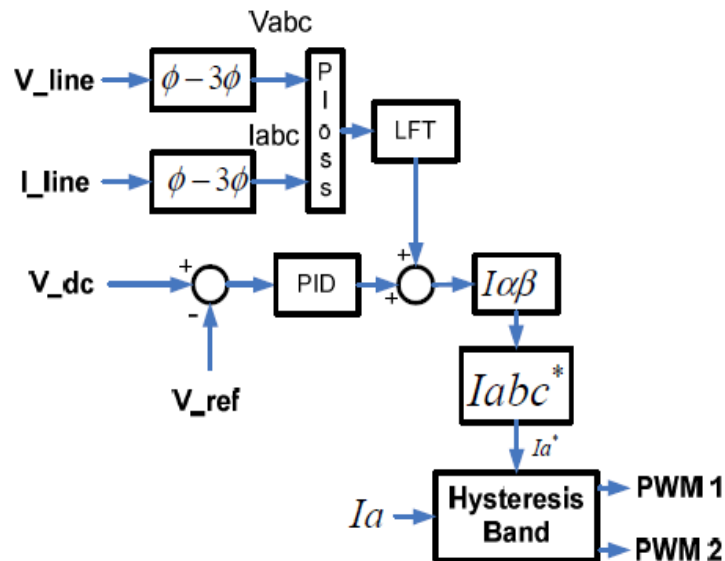 Vabc
V_line
ϕ − 3ϕ
P
l
o
s
s
LFT
Iabc
I_line
ϕ − 3ϕ
+
+
V_dc
PID
+
Iαβ
-
V_ref
Iabc*
Ia*
Ia
Hysteresis
Band
PWM 1
PWM 2